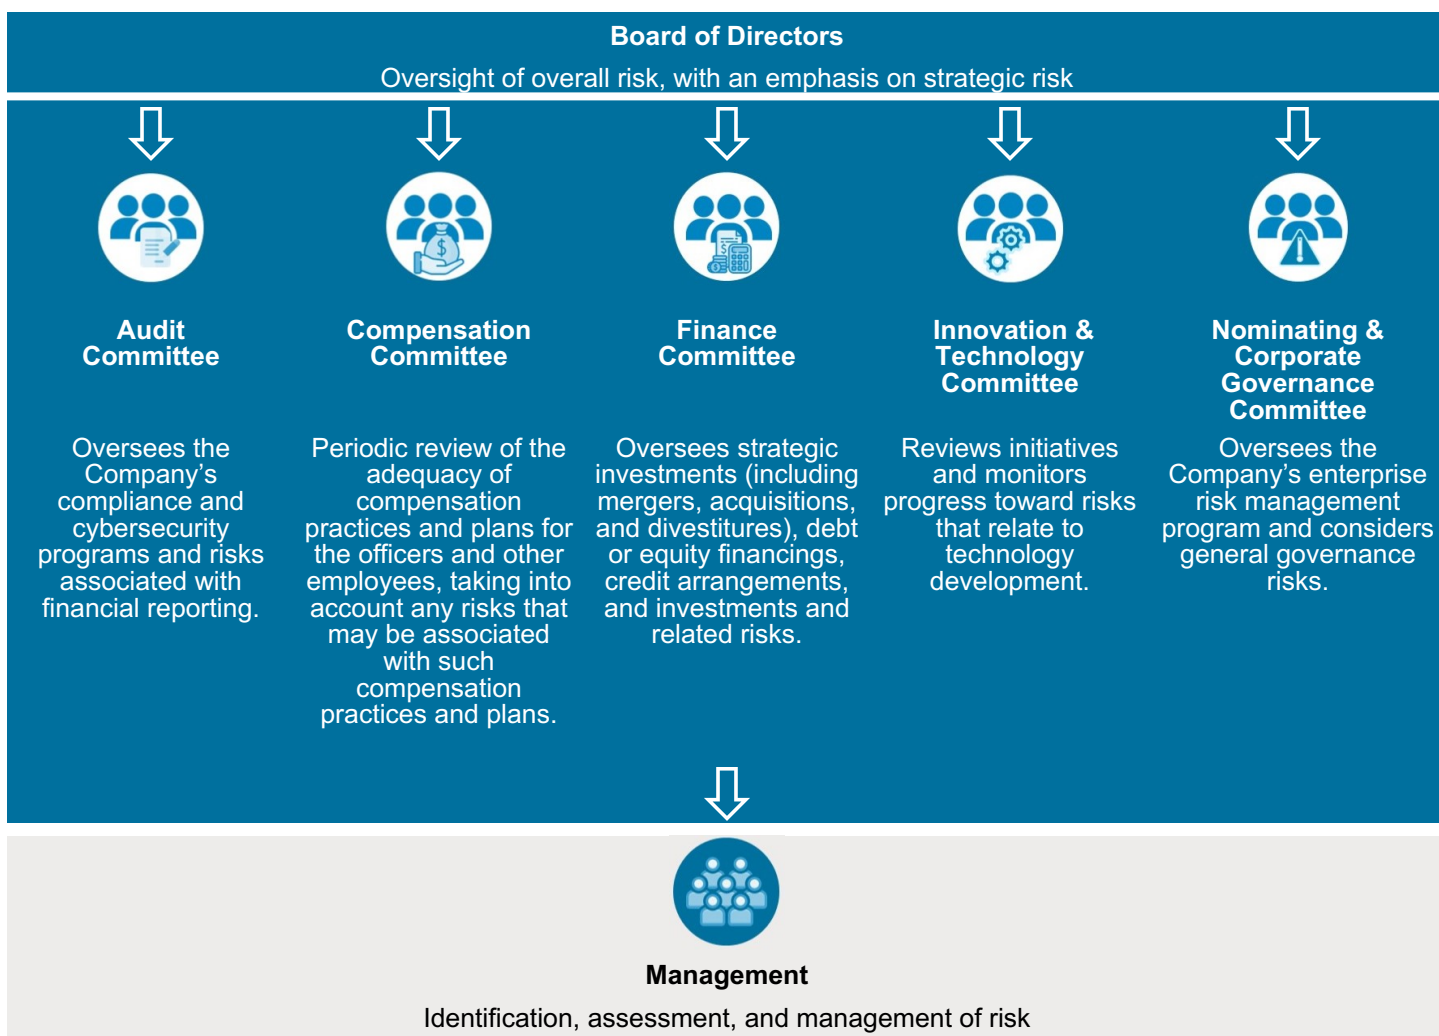 Board of Directors
Oversight of overall risk, with an emphasis on strategic risk
Audit
Committee
Oversees the
Company’s
compliance and
cybersecurity
programs and risks
associated with
financial reporting.
Compensation
Committee
Periodic review of the
adequacy of
compensation
practices and plans for
the officers and other
employees, taking into
account any risks that
may be associated
with such
compensation
practices and plans.
Finance
Committee
Oversees strategic
investments (including
mergers, acquisitions,
and divestitures), debt
or equity financings,
credit arrangements,
and investments and
related risks.
Innovation &
Technology
Committee
Reviews initiatives
and monitors
progress toward risks
that relate to
technology
development.
Nominating &
Corporate
Governance
Committee
Oversees the
Company’s enterprise
risk management
program and considers
general governance
risks.
Management
Identification, assessment, and management of risk